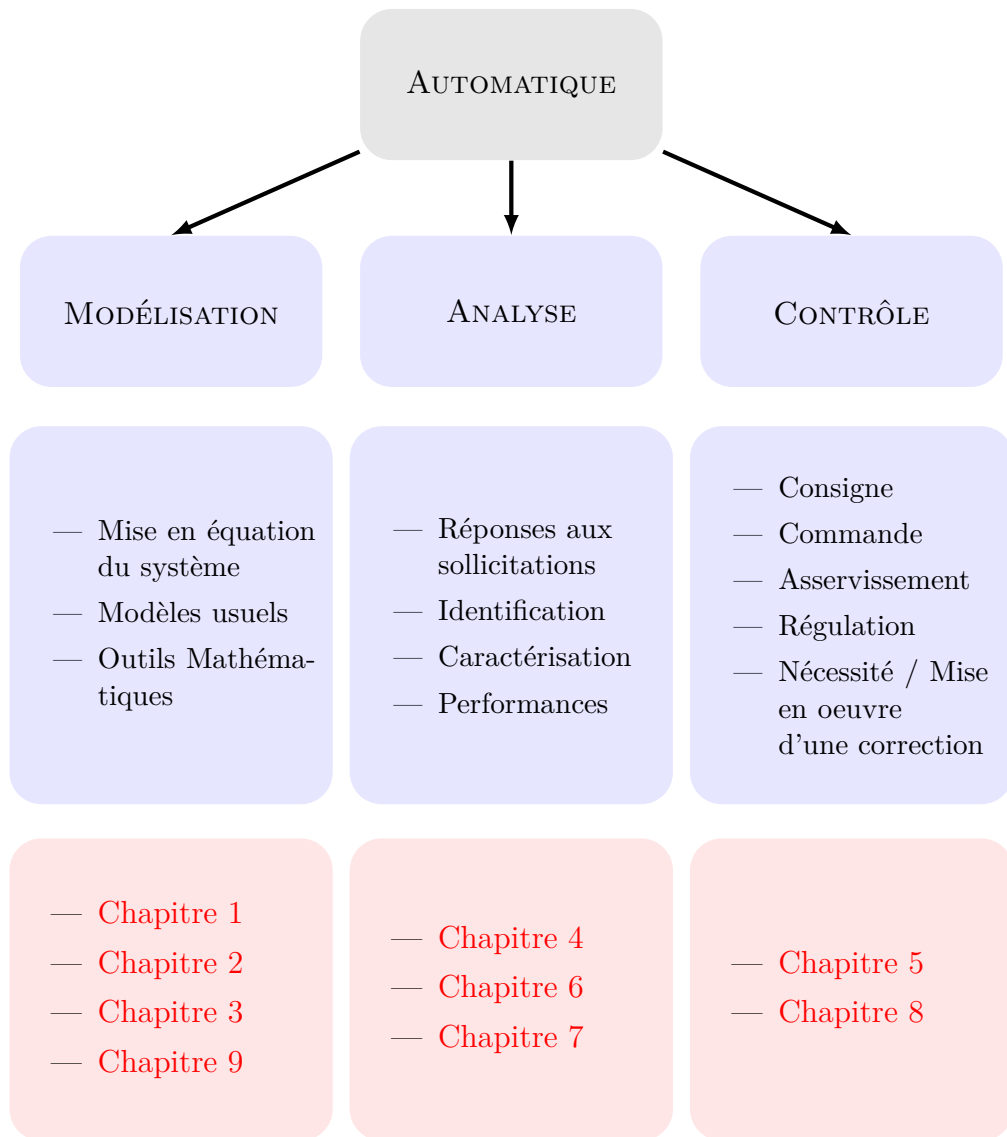 AUTOMATIQUE
MODÉLISATION
ANALYSE
CONTRÔLE
— Mise en équation
du système
— Modèles usuels
— Outils Mathéma-
tiques
— Réponses aux
sollicitations
— Identification
— Caractérisation
— Performances
— Consigne
— Commande
— Asservissement
— Régulation
— Nécessité / Mise
en oeuvre
d'une correction
— Chapitre 1
— Chapitre 2
— Chapitre 3
— Chapitre 9
— Chapitre 4
— Chapitre 6
— Chapitre 7
— Chapitre 5
— Chapitre 8